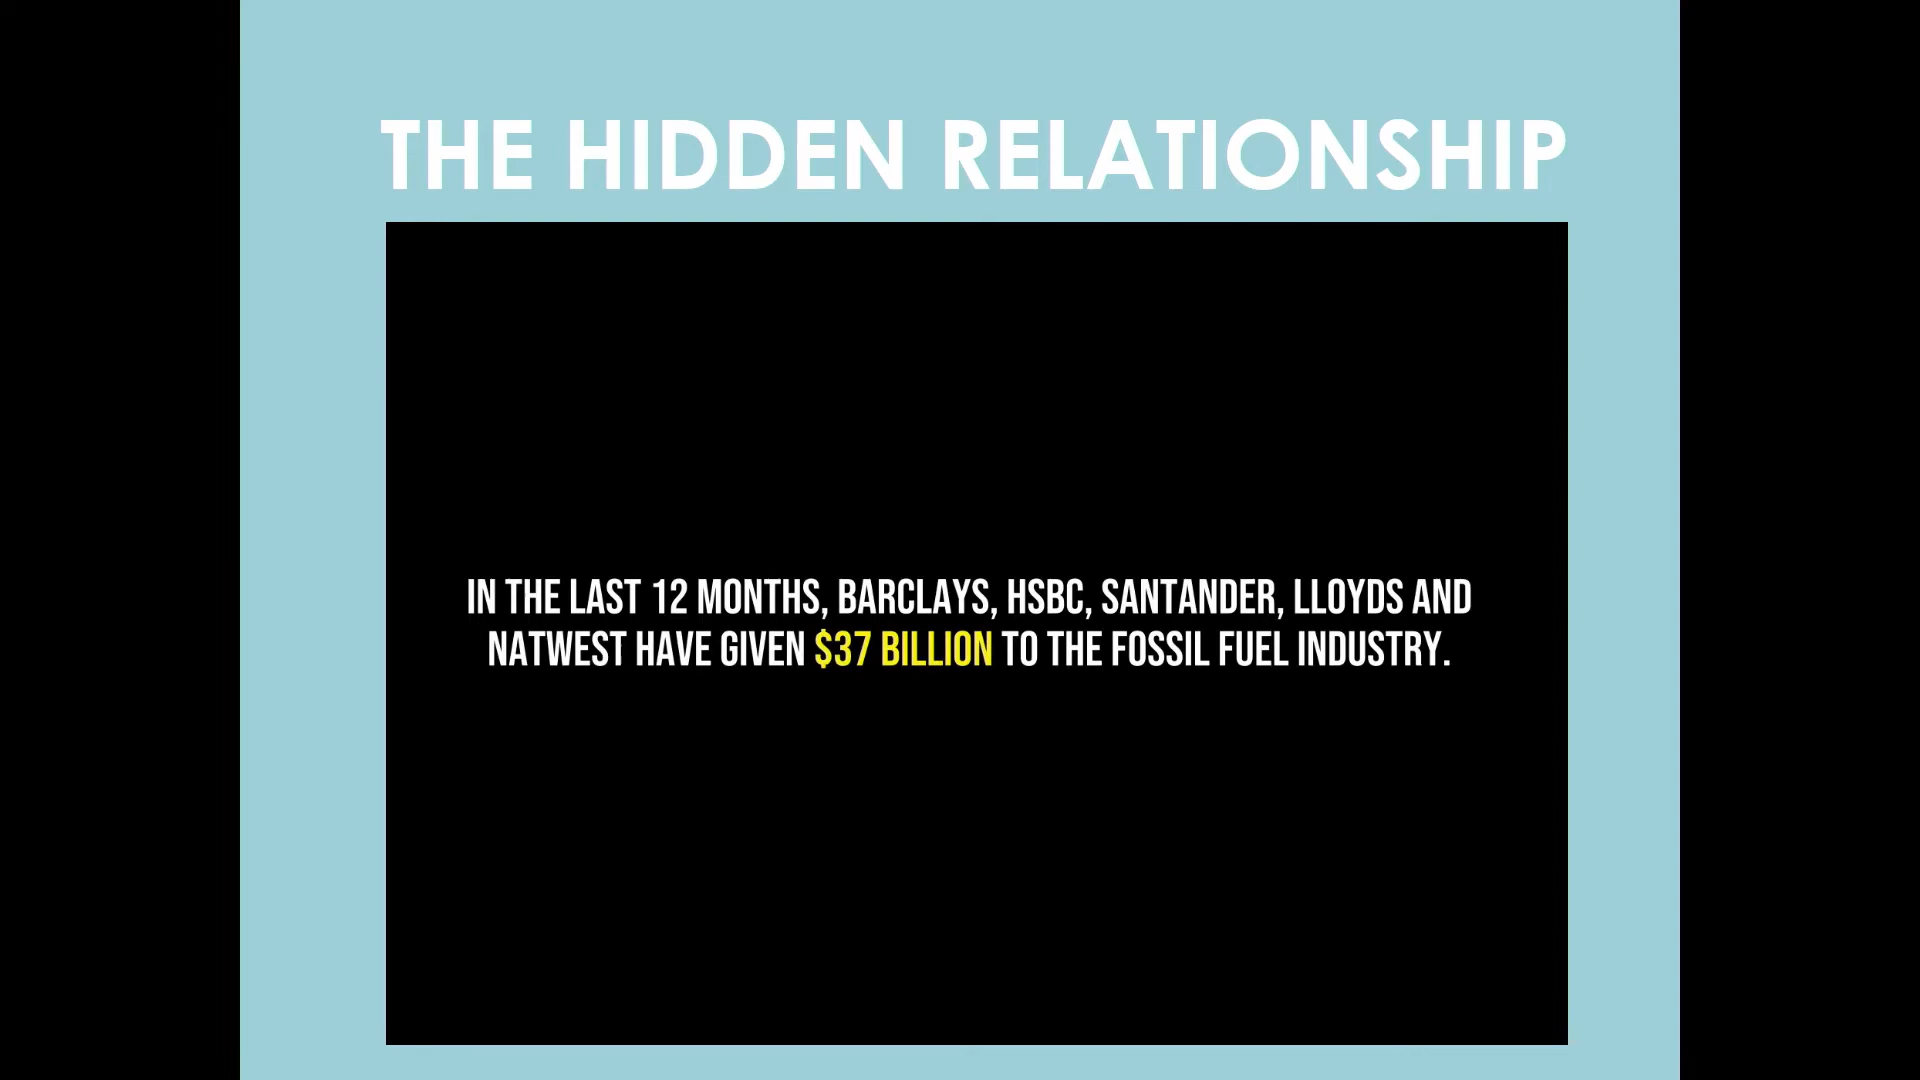 THE HIDDEN RELATIONSHIP
IN THE LAST 12 MONTHS, BARCLAYS, HSBC, SANTANDER, LLOYDS AND
NATWEST HAVE GIVEN $37 BILLION TO THE FOSSIL FUEL INDUSTRY.